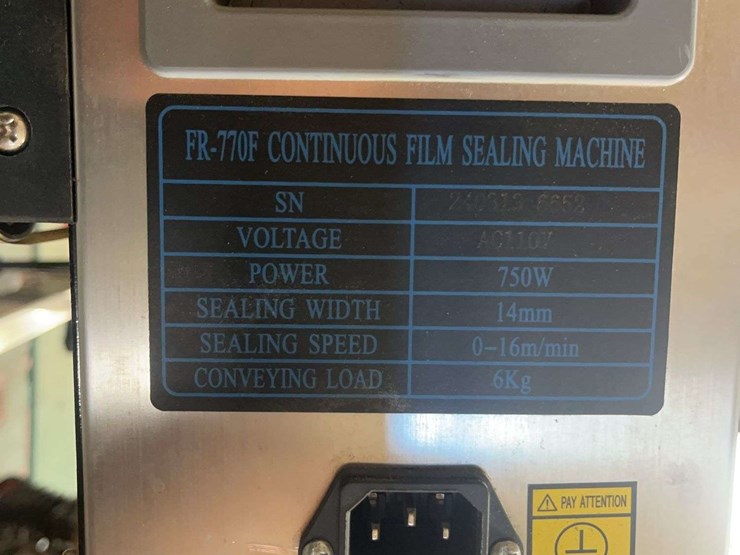 FR-770F CONTINUOUS FILM SEALING MACHINE
SN
VOLTAGE AC110V
POWER 750W
SEALING WIDTH 14mm
SEALING SPEED 0-16m/min
CONVEYING LOAD 6Kg
PAY ATTENTION